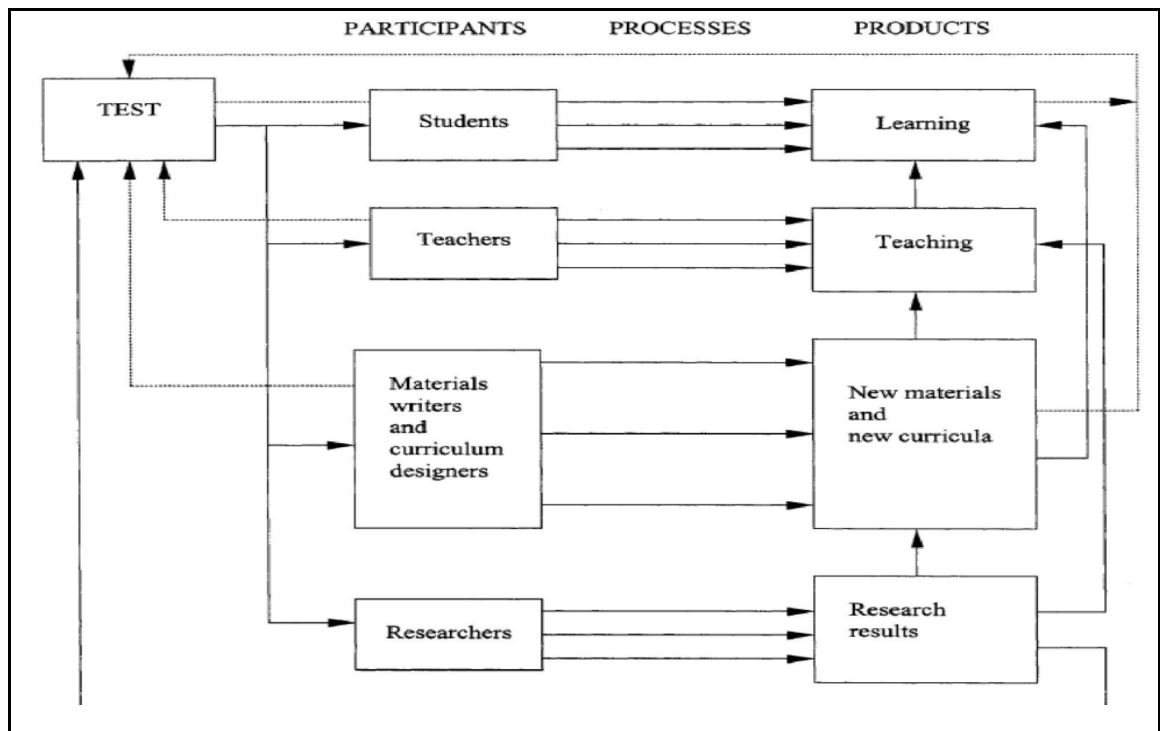 PARTICIPANTS PROCESSES PRODUCTS
TEST
Students
Learning
Teachers
Teaching
Materials
writers
and
curriculum
designers
New materials
and
new curricula
Researchers
Research
results